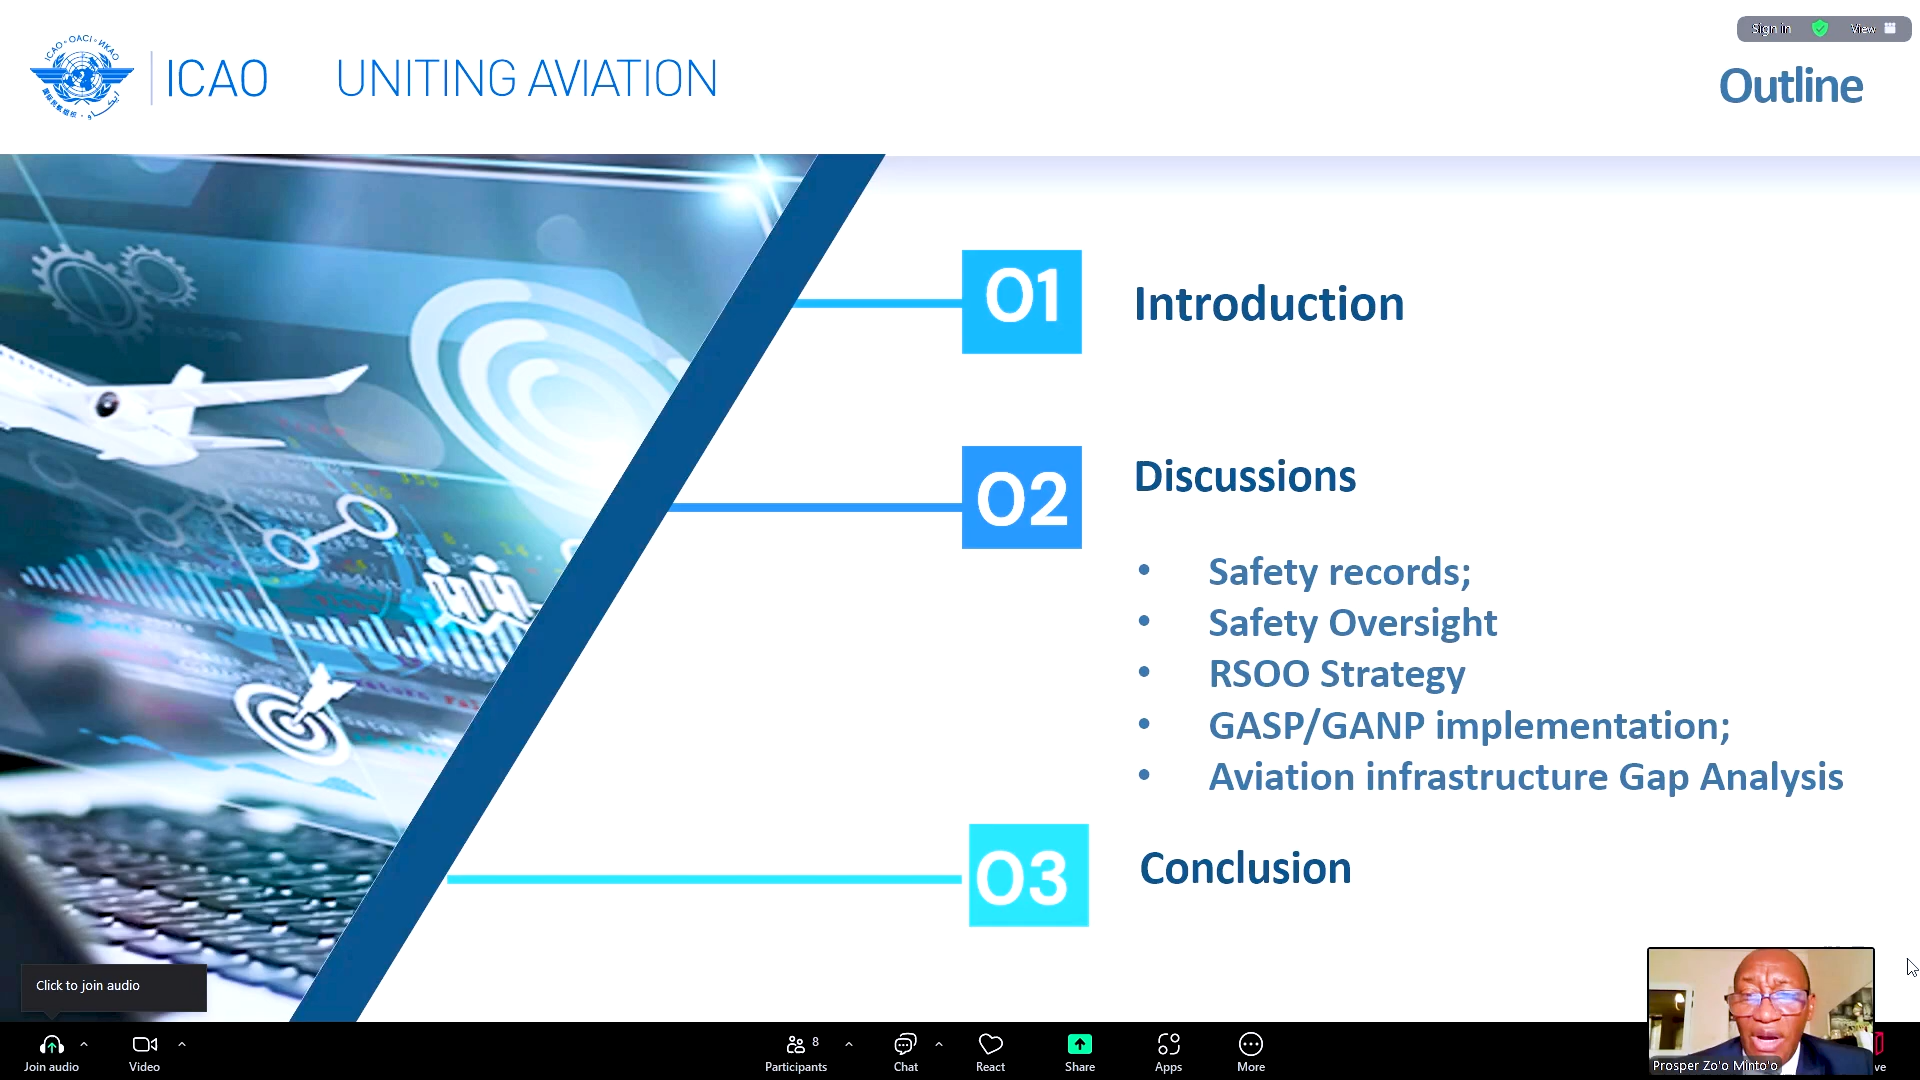 Sign in
View
ICAO
UNITING AVIATION
Outline
01
Introduction
02
Discussions
• Safety records;
• Safety Oversight
• RSOO Strategy
• GASP/GANP implementation;
• Aviation infrastructure Gap Analysis
03
Conclusion
Click to join audio
Prosper Zo'o Minto'o
Join audio
Video
8
Participants
Chat
React
Share
Apps
More